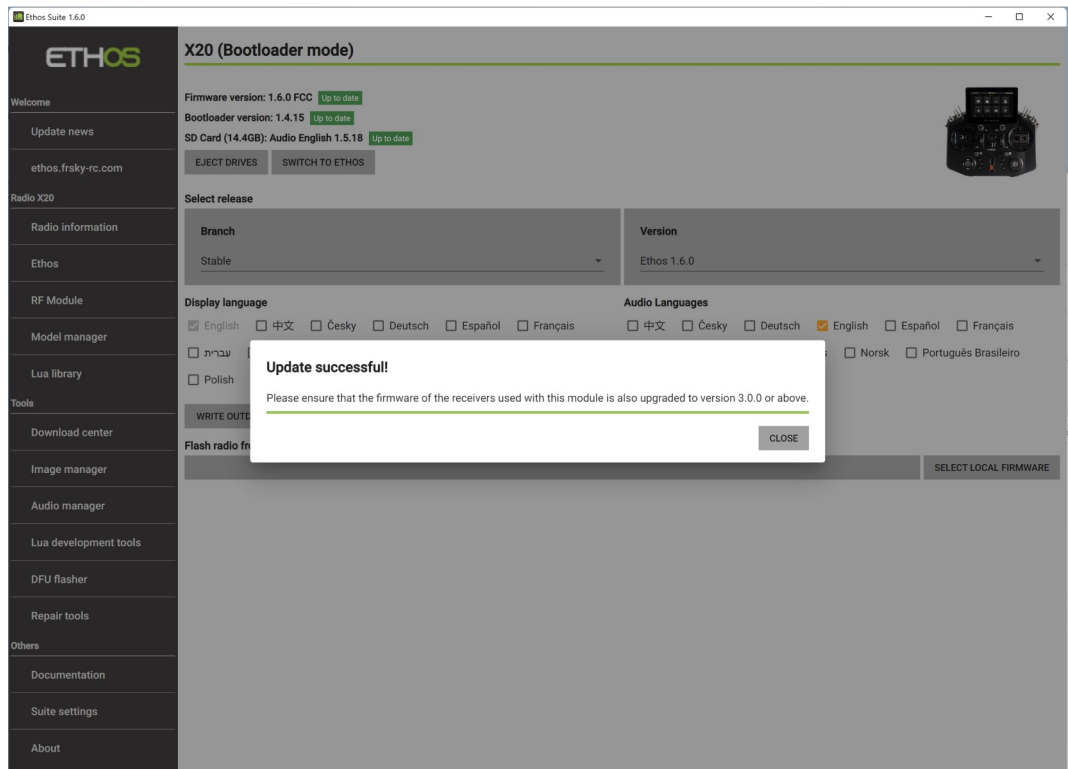 Ethos Suite 1.6.0
ETHOS
Welcome
Update news
ethos.frsky-rc.com
Radio X20
Radio information
Ethos
RF Module
Model manager
Lua library
Tools
Download center
Image manager
Audio manager
Lua development tools
DFU flasher
Repair tools
Others
Documentation
Suite settings
About
X20 (Bootloader mode)
Firmware version: 1.6.0 FCC Up to date
Bootloader version: 1.4.15 Up to date
SD Card (14.4GB): Audio English 1.5.18 Up to date
EJECT DRIVES SWITCH TO ETHOS
Select release
Branch
Stable
Version
Ethos 1.6.0
Display language
English 中文 Česky Deutsch Español Français
עברית
Polish
Audio Languages
中文 Česky Deutsch English Español Français
Norsk Português Brasileiro
WRITE OUTD
Flash radio fr
SELECT LOCAL FIRMWARE
Update successful!
Please ensure that the firmware of the receivers used with this module is also upgraded to version 3.0.0 or above.
CLOSE